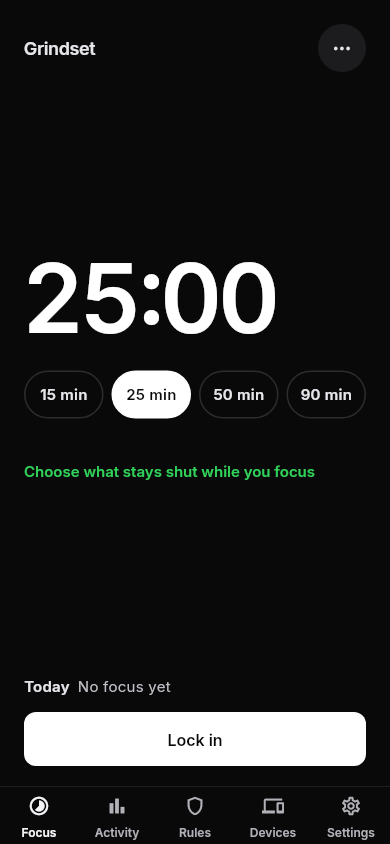 Grindset
25:00
15 min
25 min
50 min
90 min
Choose what stays shut while you focus
Today No focus yet
Lock in
Focus
Activity
Rules
Devices
Settings